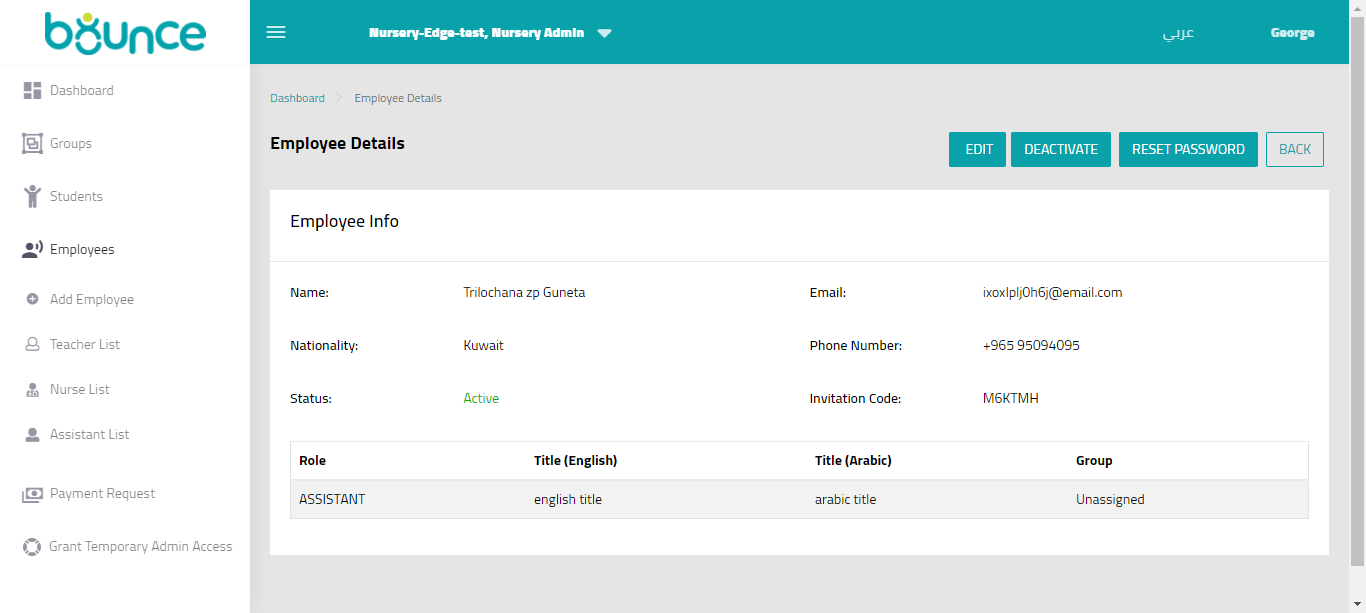 bounce
Nursery-Edge-test, Nursery Admin
عربي
George
Dashboard
Groups
Students
Employees
Add Employee
Teacher List
Nurse List
Assistant List
Payment Request
Grant Temporary Admin Access
Dashboard Employee Details
Employee Details
EDIT DEACTIVATE RESET PASSWORD BACK
Employee Info
Name: Trilochana zp Guneta Email: ixoxlplj0h6j@email.com
Nationality: Kuwait Phone Number: +965 95094095
Status: Active Invitation Code: M6KTMH
Role Title (English) Title (Arabic) Group
ASSISTANT english title arabic title Unassigned